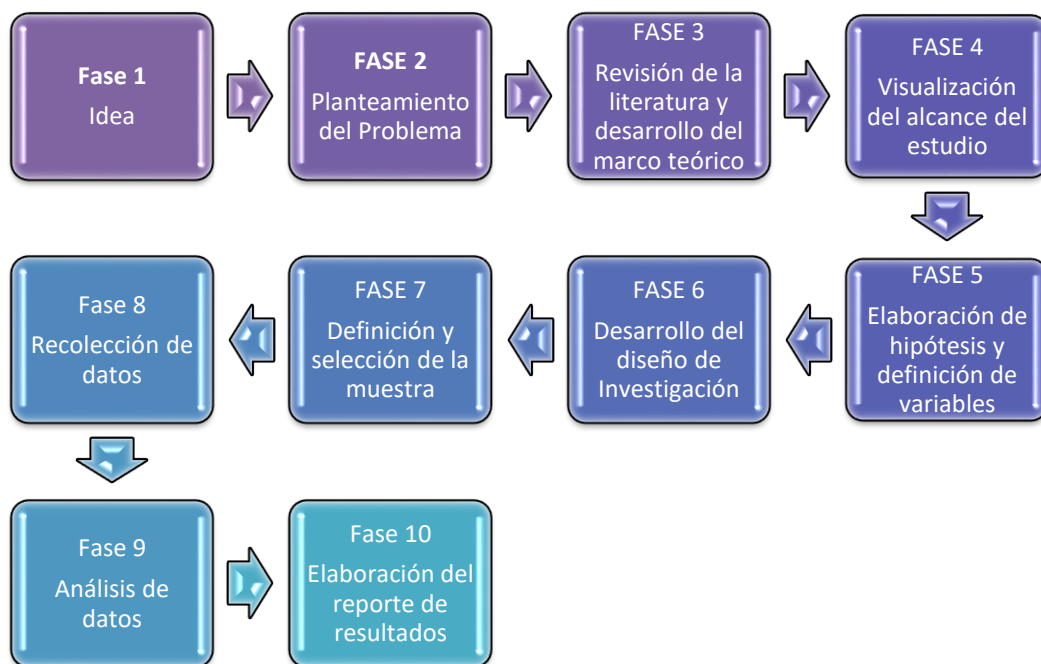 Fase 1
Idea
FASE 2
Planteamiento
del Problema
FASE 3
Revisión de la
literatura y
desarrollo del
marco teórico
FASE 4
Visualización
del alcance del
estudio
FASE 5
Elaboración de
hipótesis y
definición de
variables
FASE 6
Desarrollo del
diseño de
Investigación
FASE 7
Definición y
selección de la
muestra
Fase 8
Recolección de
datos
Fase 9
Análisis de
datos
Fase 10
Elaboración del
reporte de
resultados